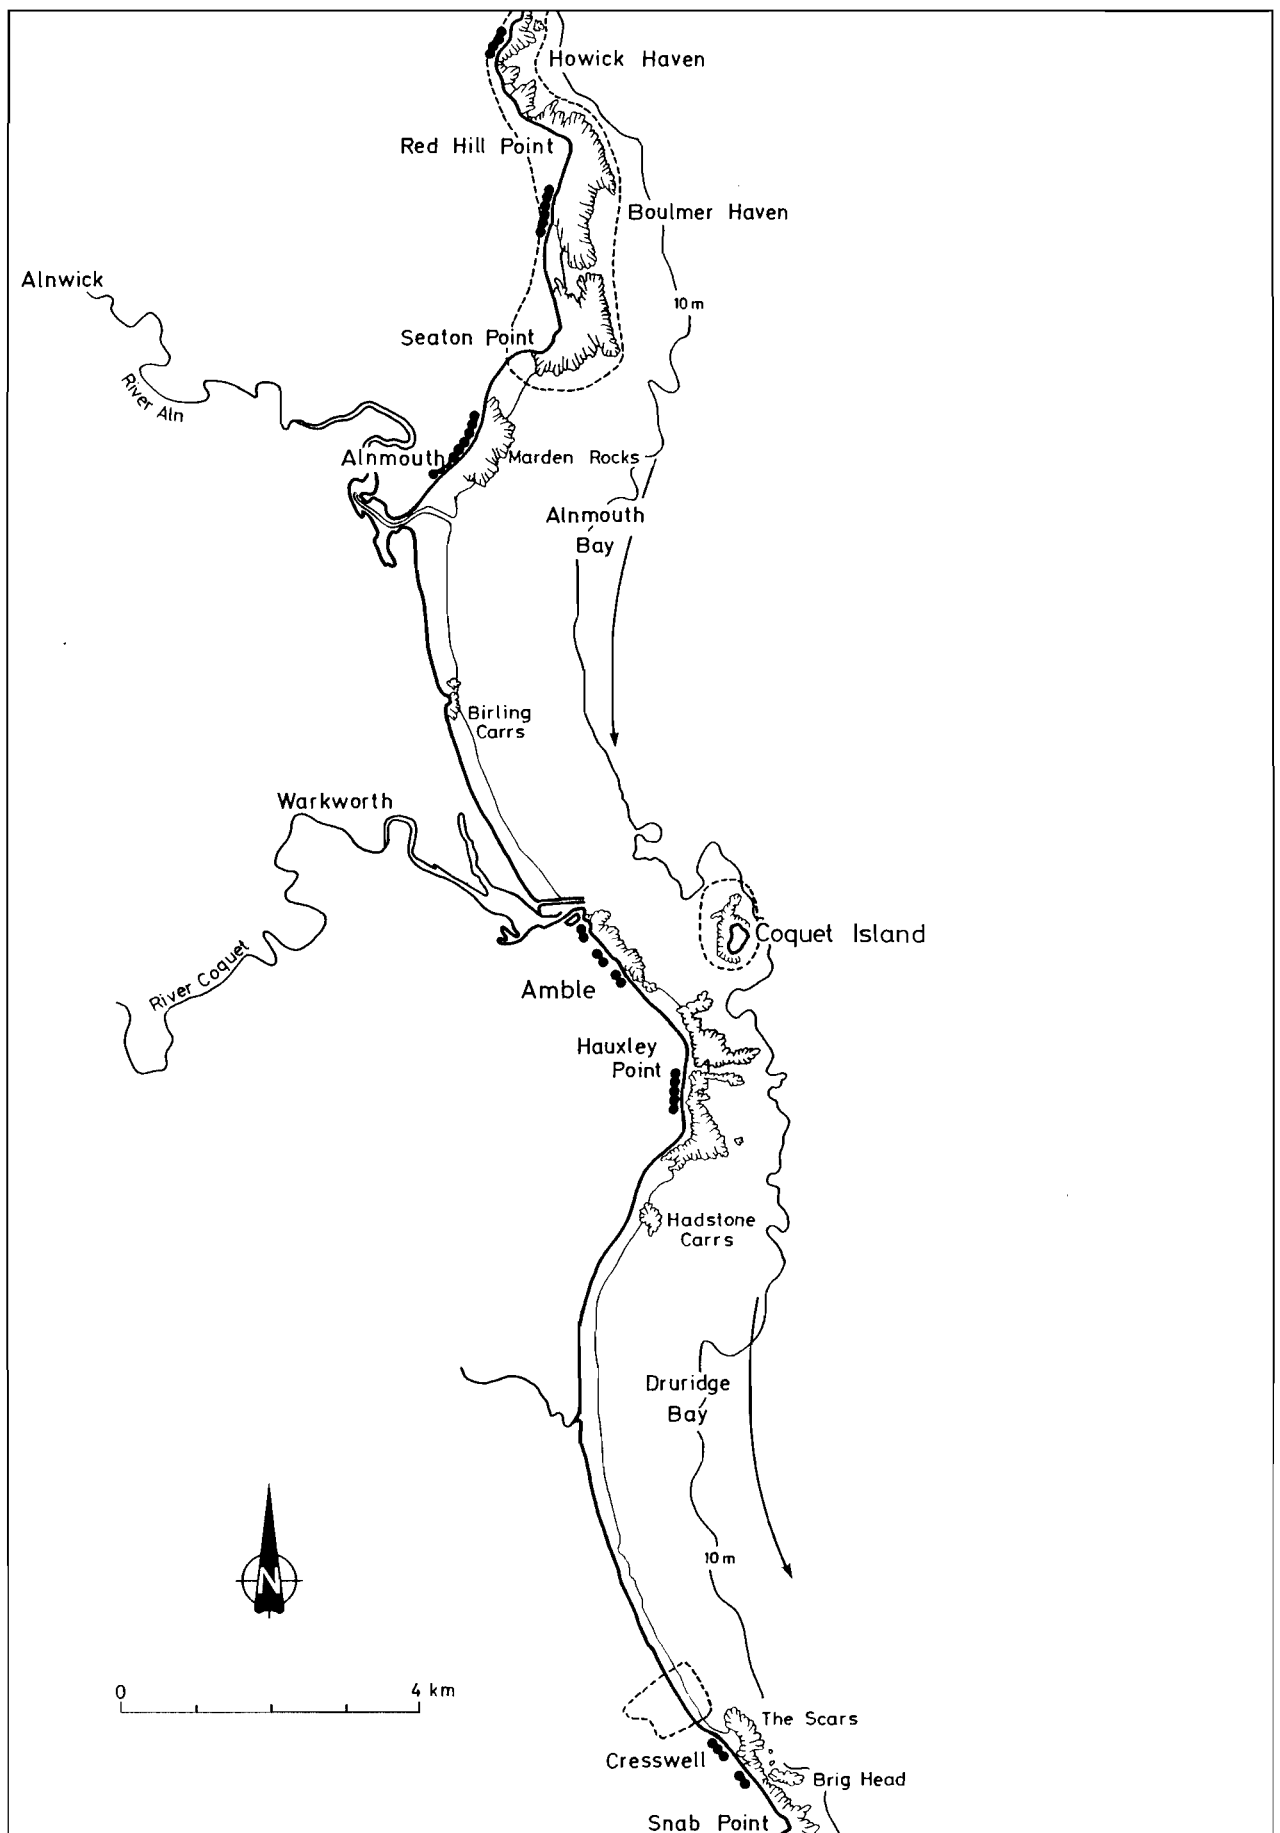 Howick Haven
Red Hill Point
Boulmer Haven
Alnwick
10 m
Seaton Point
River Aln
Alnmouth
Marden Rocks
Alnmouth
Bay
Birling
Carrs
Warkworth
Coquet Island
River Coquet
Amble
Hauxley
Point
Hadstone
Carrs
Druridge
Bay
10 m
N
0 4 km
The Scars
Cresswell
Brig Head
Snab Point